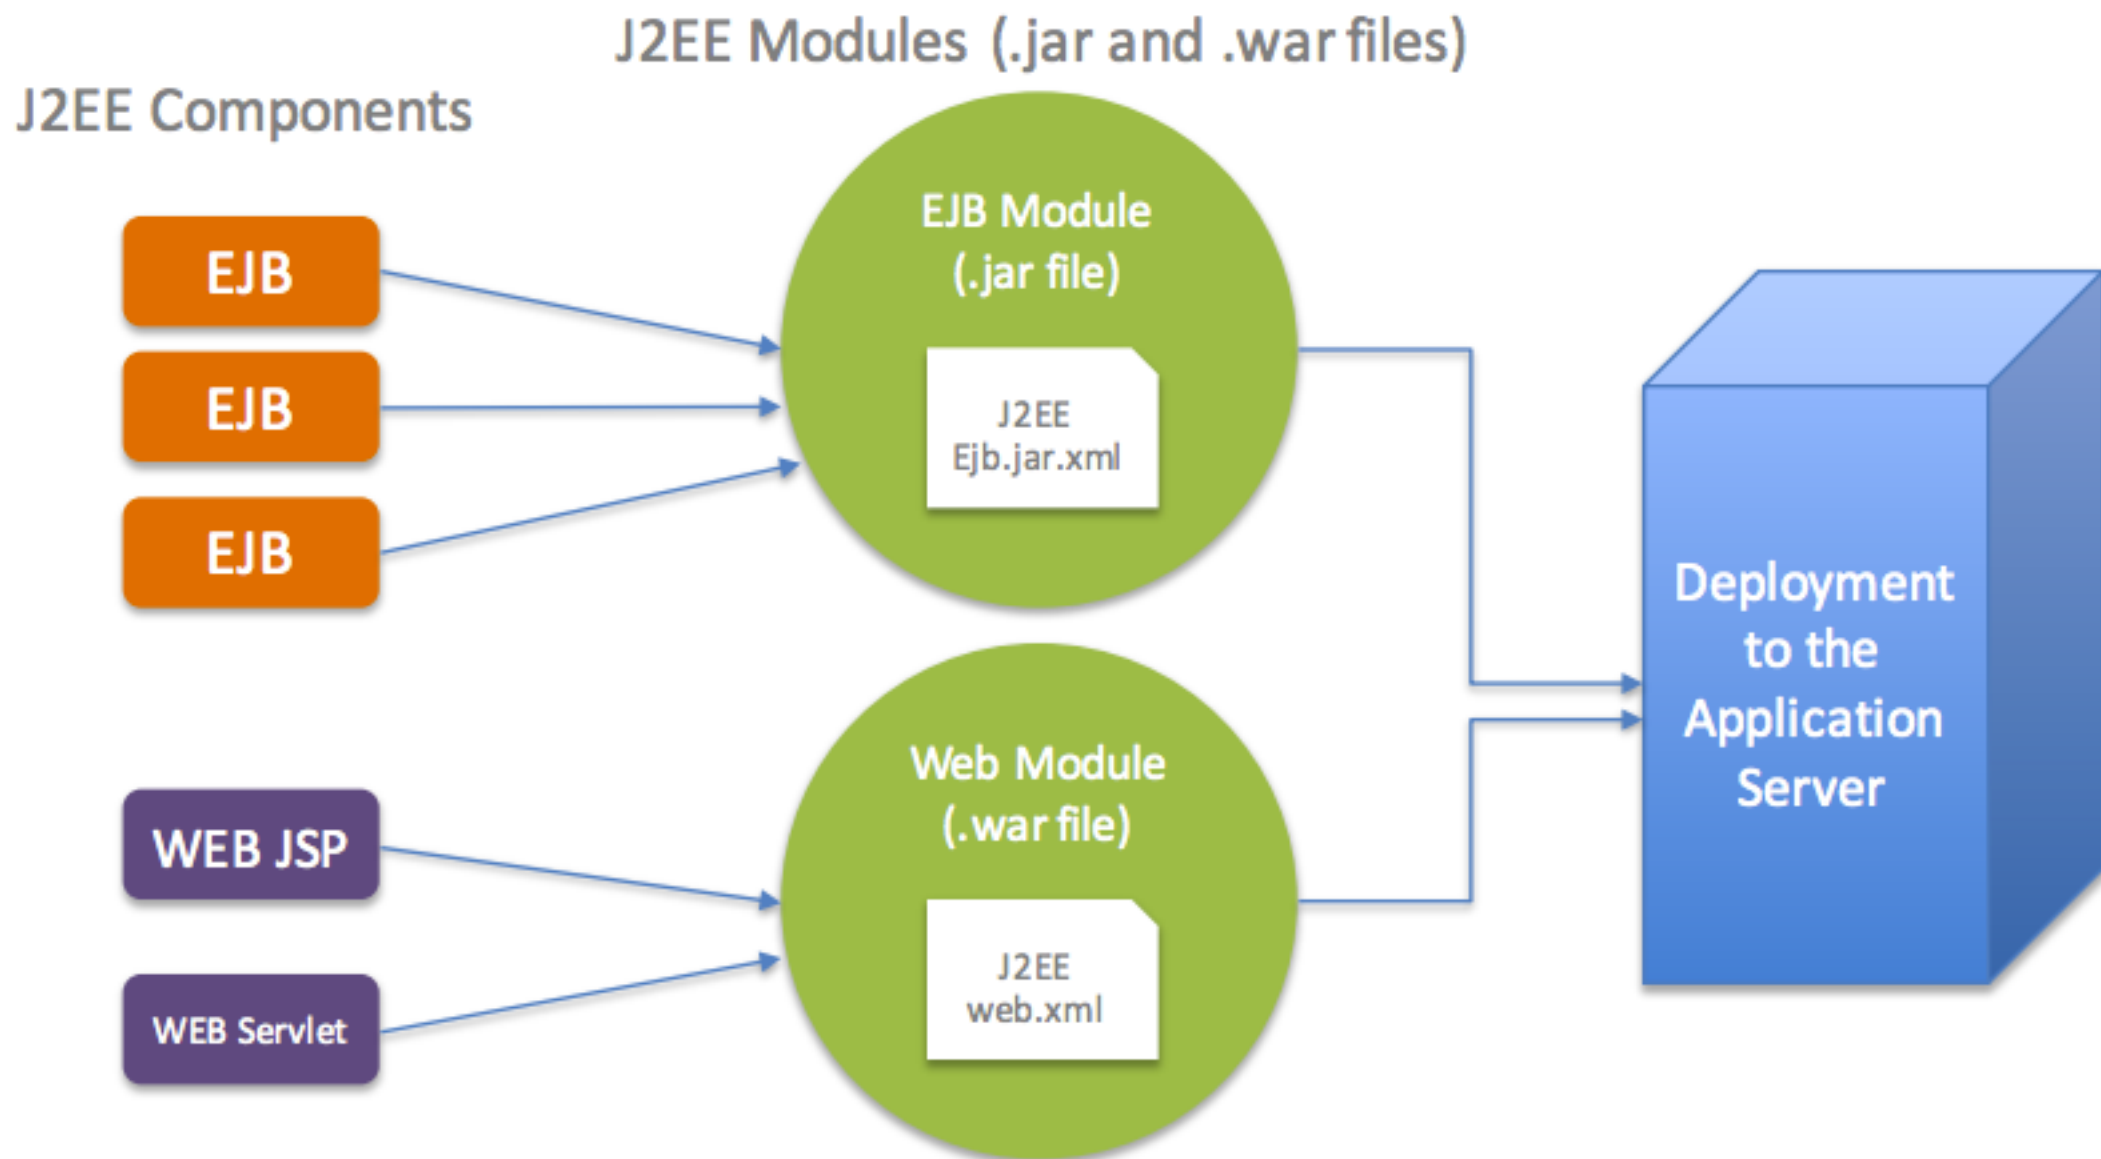 J2EE Modules (.jar and .war files)
J2EE Components
EJB
EJB
EJB
EJB Module
(.jar file)
J2EE
Ejb.jar.xml
WEB JSP
WEB Servlet
Web Module
(.war file)
J2EE
web.xml
Deployment
to the
Application
Server